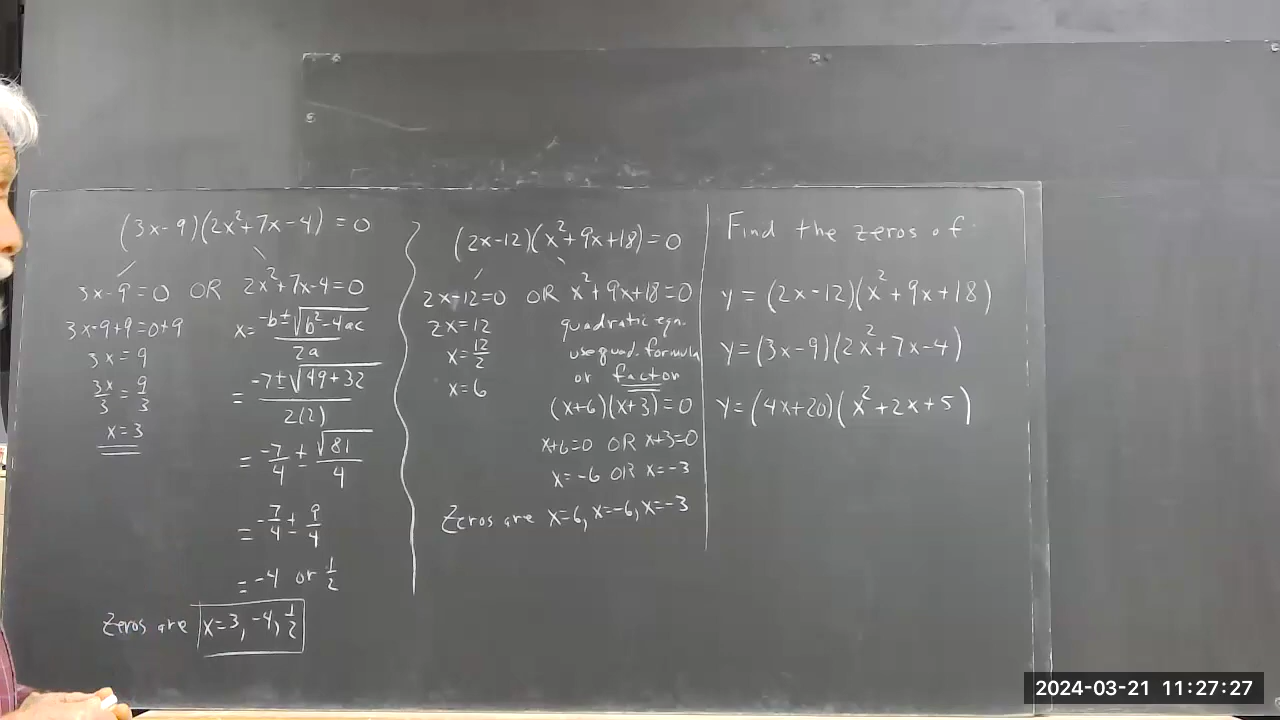 (3x-9)(2x²+7x-4) = 0
3x-9=0 OR 2x²+7x-4=0
3x-9+9=0+9
3x=9
3x/3 = 9/3
x=3
x= -b±√(b²-4ac) / 2a
= -7±√(49+32) / 2(2)
= -7/4 ± √81/4
= -7/4 ± 9/4
= -4 or 1/2
Zeros are x=3, -4, 1/2
(2x-12)(x²+9x+18)=0
2x-12=0 OR x²+9x+18=0
2x=12
x=12/2
x=6
quadratic eqn.
use quad. formula
or factor
(x+6)(x+3)=0
x+6=0 OR x+3=0
x=-6 OR x=-3
Zeros are x=6, x=-6, x=-3
Find the zeros of:
y=(2x-12)(x²+9x+18)
y=(3x-9)(2x²+7x-4)
y=(4x+20)(x²+2x+5)
2024-03-21 11:27:27